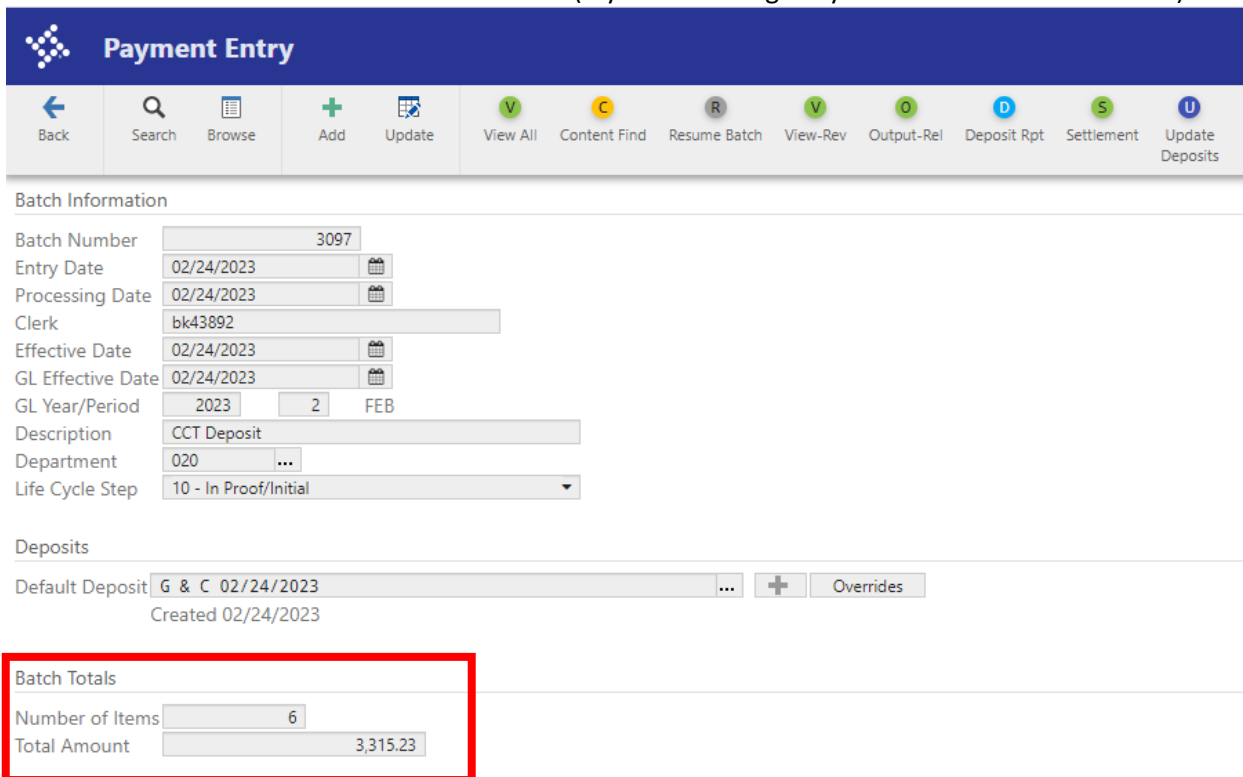 Payment Entry
V C R V O D S U
Back Search Browse Add Update View All Content Find Resume Batch View-Rev Output-Rel Deposit Rpt Settlement Update
Deposits
Batch Information
Batch Number 3097
Entry Date 02/24/2023
Processing Date 02/24/2023
Clerk bk43892
Effective Date 02/24/2023
GL Effective Date 02/24/2023
GL Year/Period 2023 2 FEB
Description CCT Deposit
Department 020 ...
Life Cycle Step 10 - In Proof/Initial
Deposits
Default Deposit G & C 02/24/2023 ... Overrides
Created 02/24/2023
Batch Totals
Number of Items 6
Total Amount 3,315.23